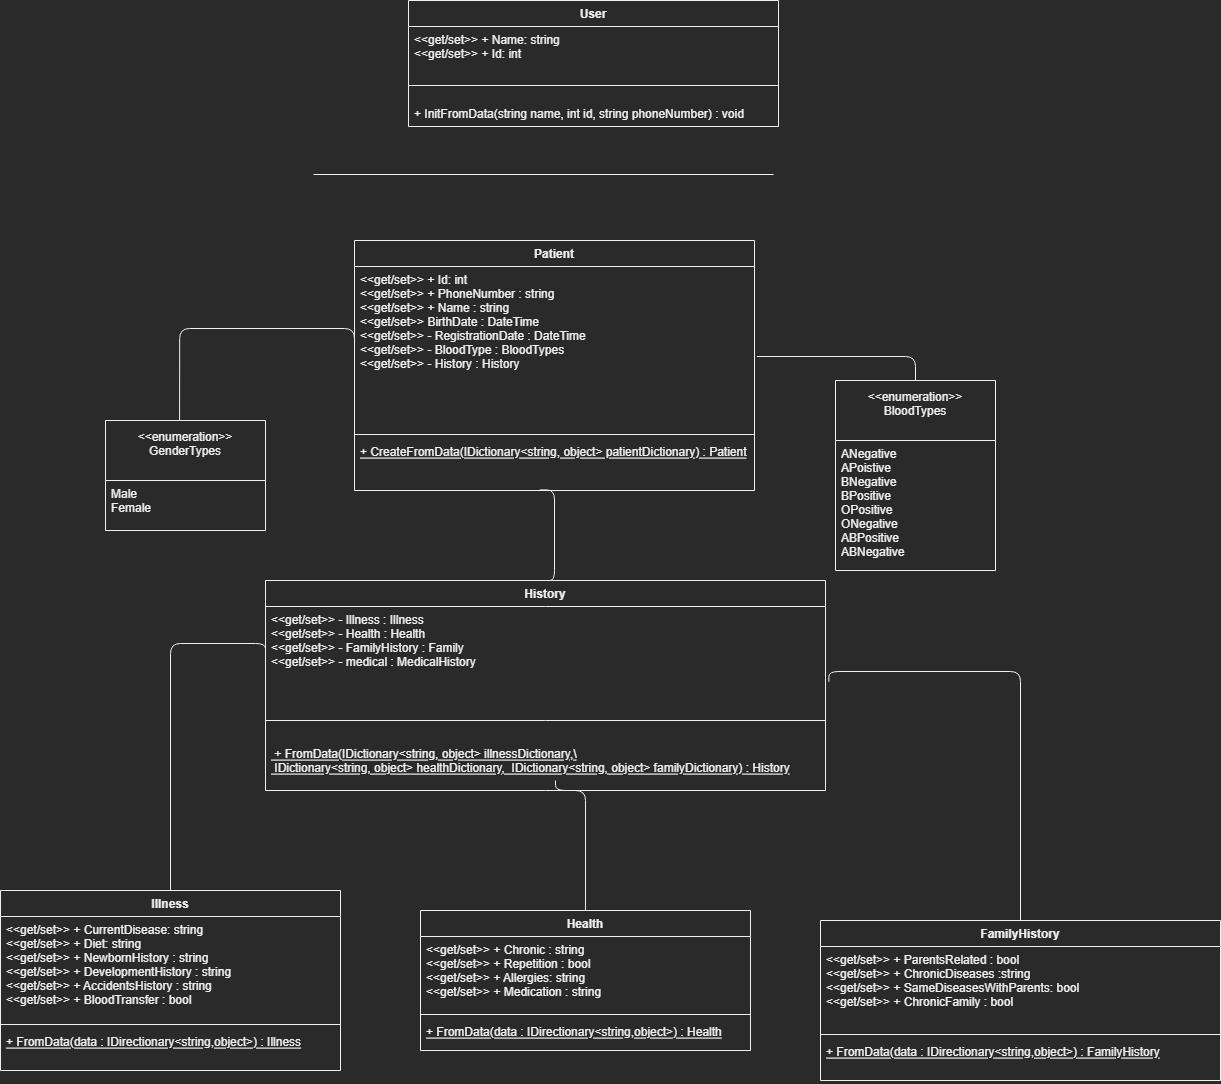 User
<<get/set>> + Name: string
<<get/set>> + Id: int
+ InitFromData(string name, int id, string phoneNumber) : void
Patient
<<get/set>> + Id: int
<<get/set>> + PhoneNumber : string
<<get/set>> + Name : string
<<get/set>> BirthDate : DateTime
<<get/set>> - RegistrationDate : DateTime
<<get/set>> - BloodType : BloodTypes
<<get/set>> - History : History
+ CreateFromData(IDictionary<string, object> patientDictionary) : Patient
<<enumeration>>
GenderTypes
Male
Female
<<enumeration>>
BloodTypes
ANegative
APoistive
BNegative
BPositive
OPositive
ONegative
ABPositive
ABNegative
History
<<get/set>> - Illness : Illness
<<get/set>> - Health : Health
<<get/set>> - FamilyHistory : Family
<<get/set>> - medical : MedicalHistory
+ FromData(IDictionary<string, object> illnessDictionary,\
IDictionary<string, object> healthDictionary,  IDictionary<string, object> familyDictionary) : History
Illness
<<get/set>> + CurrentDisease: string
<<get/set>> + Diet: string
<<get/set>> + NewbornHistory : string
<<get/set>> + DevelopmentHistory : string
<<get/set>> + AccidentsHistory : string
<<get/set>> + BloodTransfer : bool
+ FromData(data : IDirectionary<string,object>) : Illness
Health
<<get/set>> + Chronic : string
<<get/set>> + Repetition : bool
<<get/set>> + Allergies: string
<<get/set>> + Medication : string
+ FromData(data : IDirectionary<string,object>) : Health
FamilyHistory
<<get/set>> + ParentsRelated : bool
<<get/set>> + ChronicDiseases :string
<<get/set>> + SameDiseasesWithParents: bool
<<get/set>> + ChronicFamily : bool
+ FromData(data : IDirectionary<string,object>) : FamilyHistory